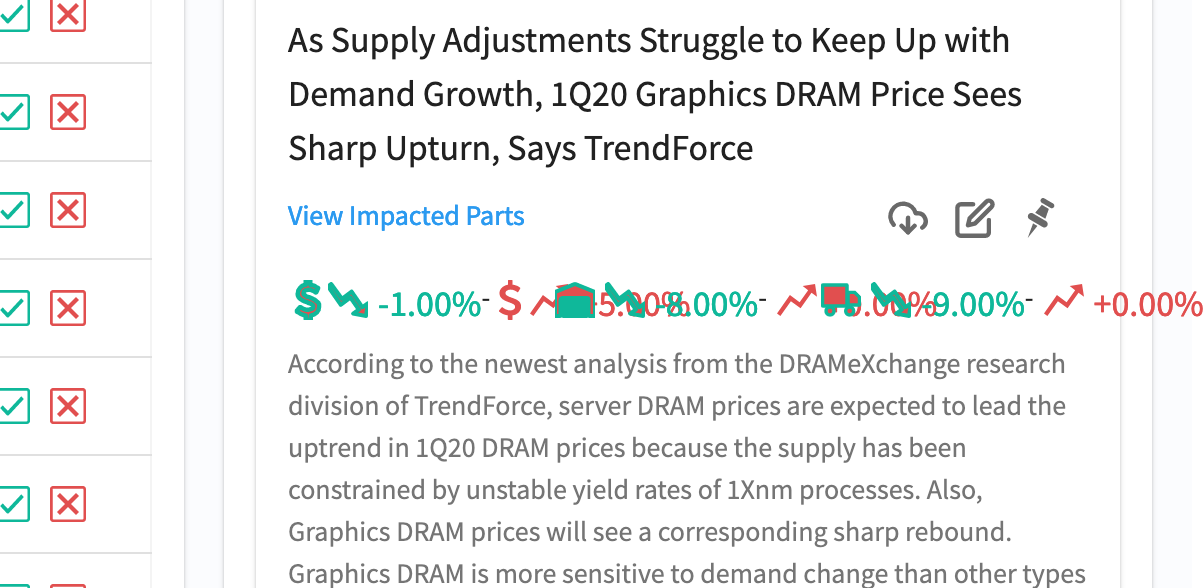 As Supply Adjustments Struggle to Keep Up with
Demand Growth, 1Q20 Graphics DRAM Price Sees
Sharp Upturn, Says TrendForce
View Impacted Parts
$ -1.00%- $ 5.00% -8.00%- 0.00% -9.00%- +0.00%
According to the newest analysis from the DRAMeXchange research
division of TrendForce, server DRAM prices are expected to lead the
uptrend in 1Q20 DRAM prices because the supply has been
constrained by unstable yield rates of 1Xnm processes. Also,
Graphics DRAM prices will see a corresponding sharp rebound.
Graphics DRAM is more sensitive to demand change than other types